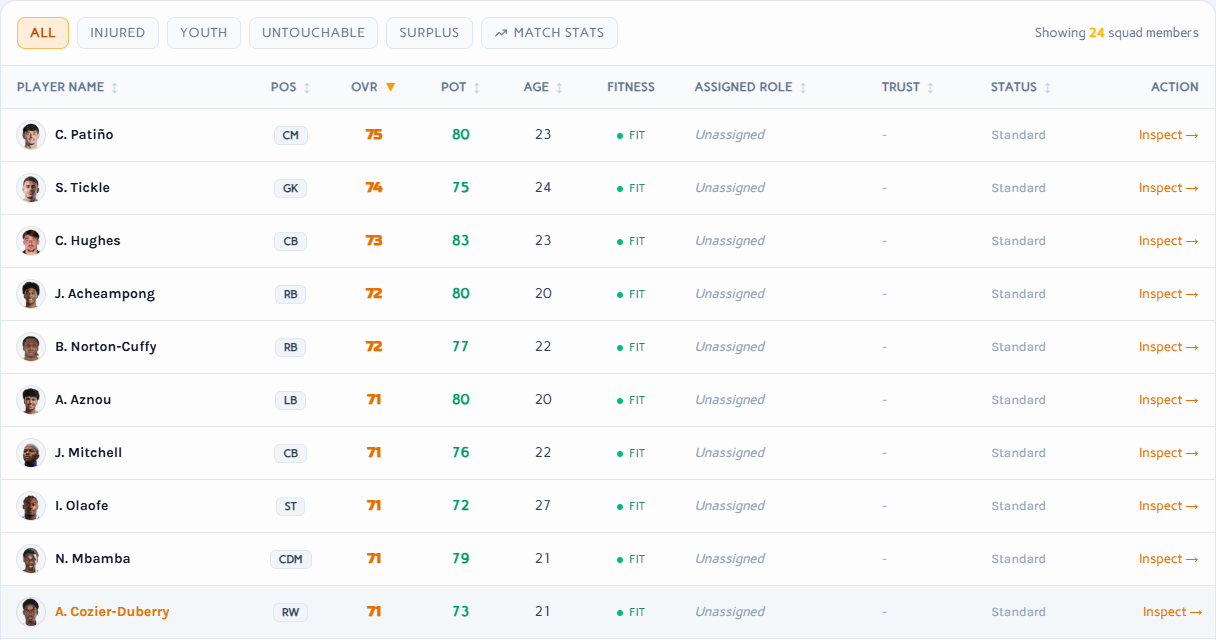 ALL INJURED YOUTH UNTOUCHABLE SURPLUS MATCH STATS Showing 24 squad members
PLAYER NAME POS OVR POT AGE FITNESS ASSIGNED ROLE TRUST STATUS ACTION
C. Patiño CM 75 80 23 FIT Unassigned - Standard Inspect →
S. Tickle GK 74 75 24 FIT Unassigned - Standard Inspect →
C. Hughes CB 73 83 23 FIT Unassigned - Standard Inspect →
J. Acheampong RB 72 80 20 FIT Unassigned - Standard Inspect →
B. Norton-Cuffy RB 72 77 22 FIT Unassigned - Standard Inspect →
A. Aznou LB 71 80 20 FIT Unassigned - Standard Inspect →
J. Mitchell CB 71 76 22 FIT Unassigned - Standard Inspect →
I. Olaofe ST 71 72 27 FIT Unassigned - Standard Inspect →
N. Mbamba CDM 71 79 21 FIT Unassigned - Standard Inspect →
A. Cozier-Duberry RW 71 73 21 FIT Unassigned - Standard Inspect →